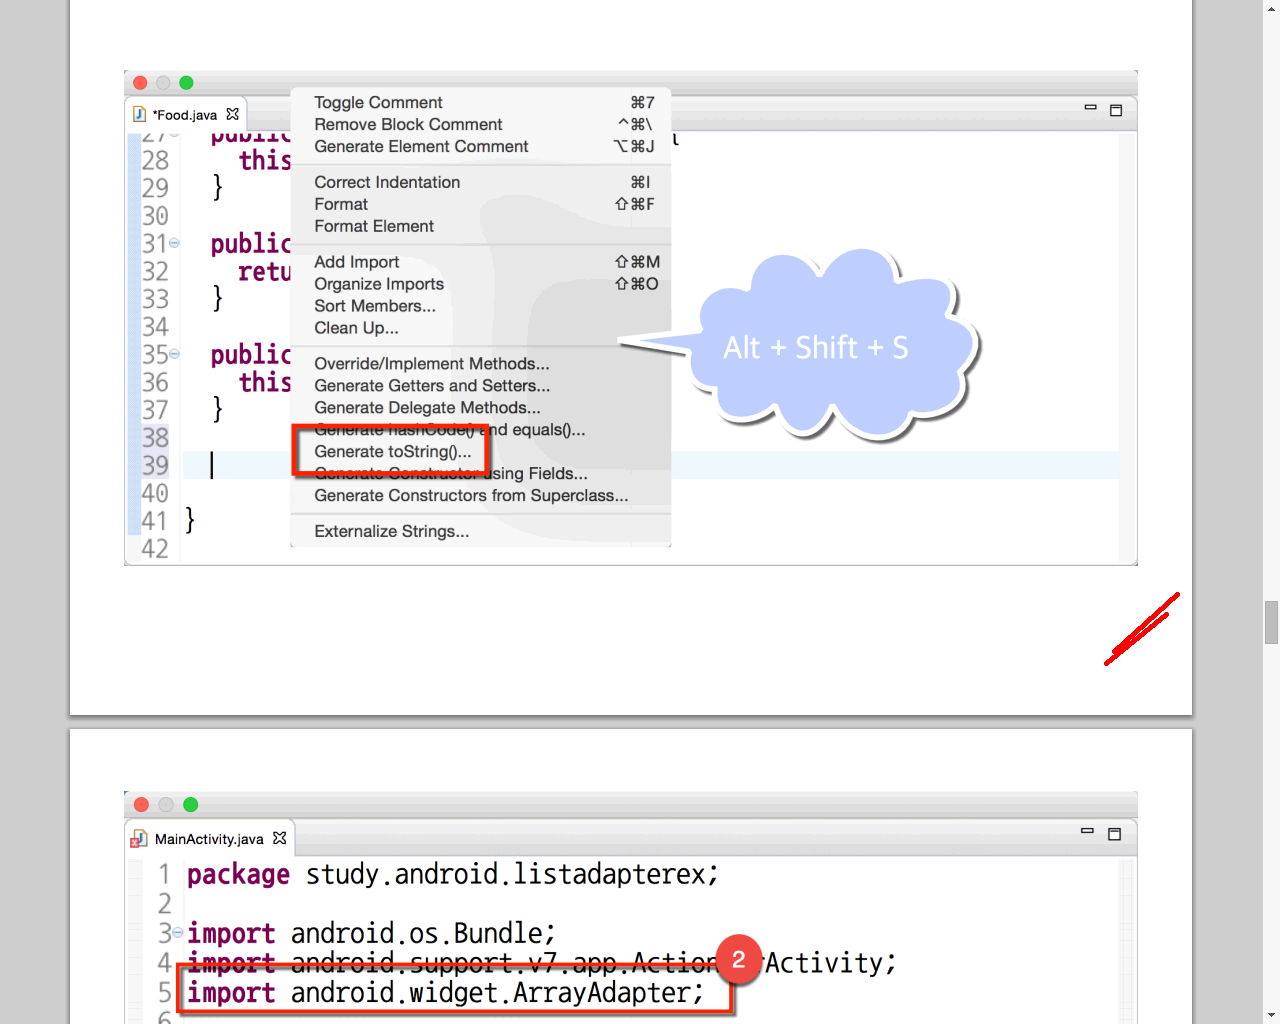 *Food.java
Toggle Comment ⌘7
Remove Block Comment ^⌘\
Generate Element Comment ⌥⌘J
Correct Indentation ⌘I
Format ⇧⌘F
Format Element
Add Import ⇧⌘M
Organize Imports ⇧⌘O
Sort Members...
Clean Up...
Override/Implement Methods...
Generate Getters and Setters...
Generate Delegate Methods...
Generate hashCode() and equals()...
Generate toString()...
Generate Constructor using Fields...
Generate Constructors from Superclass...
Externalize Strings...
27 public {
28 this
29 }
30
31 public
32 retu
33 }
34
35 public
36 this
37 }
38
39
40
41 }
42
Alt + Shift + S
MainActivity.java
1 package study.android.listadapterex;
2
3 import android.os.Bundle;
4 import android.support.v7.app.Action rActivity;
2
5 import android.widget.ArrayAdapter;
6